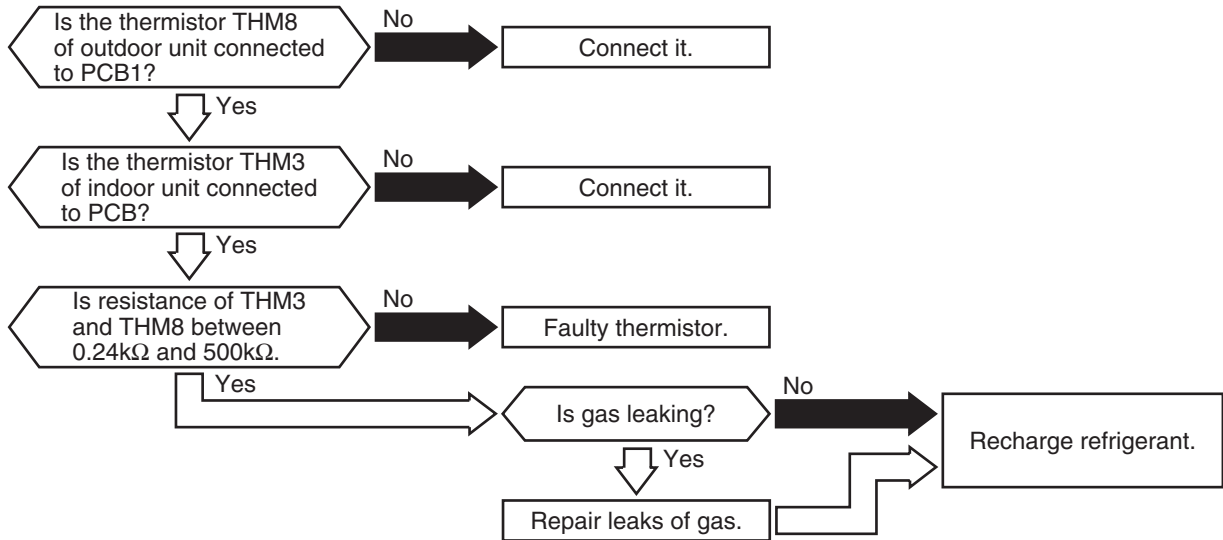 Is the thermistor THM8
of outdoor unit connected
to PCB1?
No
Connect it.
Yes
Is the thermistor THM3
of indoor unit connected
to PCB?
No
Connect it.
Yes
Is resistance of THM3
and THM8 between
0.24kΩ and 500kΩ.
No
Faulty thermistor.
Yes
Is gas leaking?
No
Recharge refrigerant.
Yes
Repair leaks of gas.